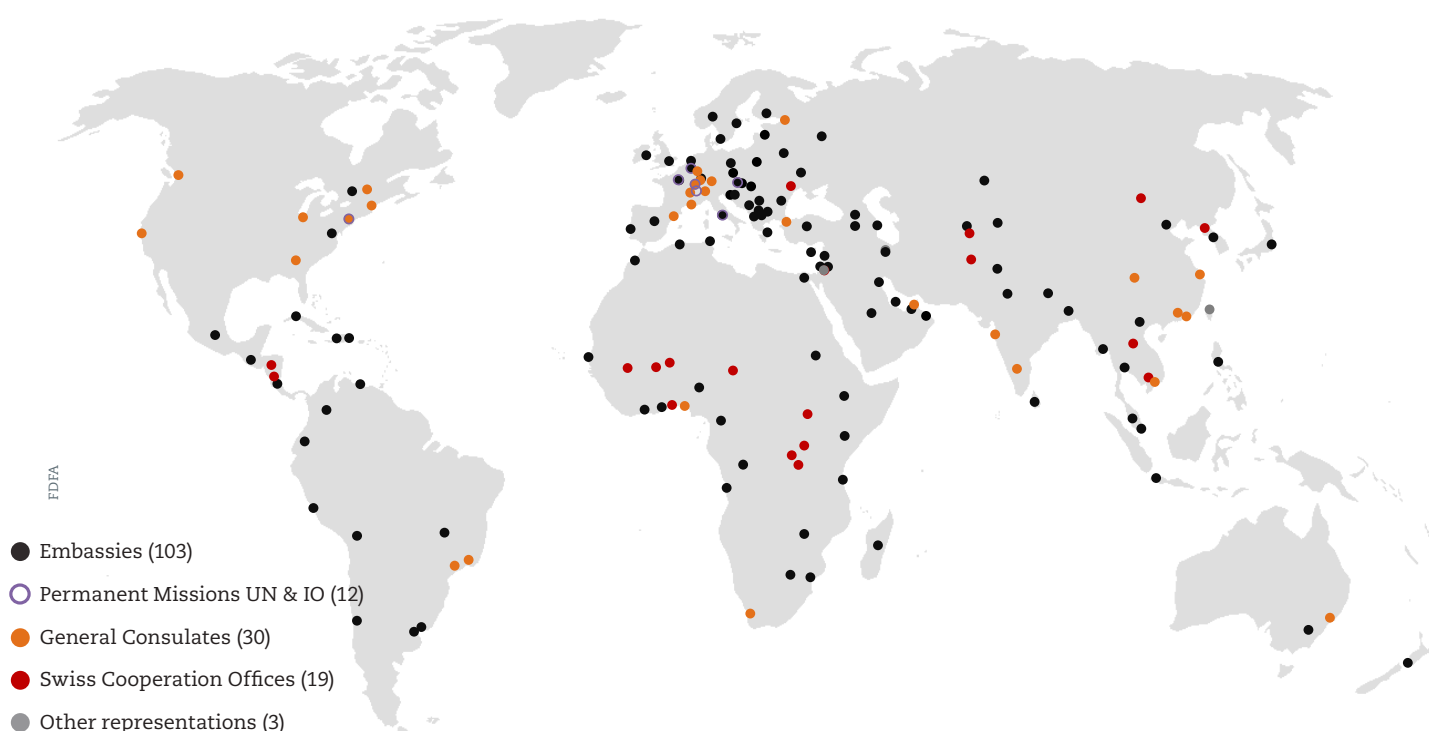 FDFA
Embassies (103)
Permanent Missions UN & IO (12)
General Consulates (30)
Swiss Cooperation Offices (19)
Other representations (3)